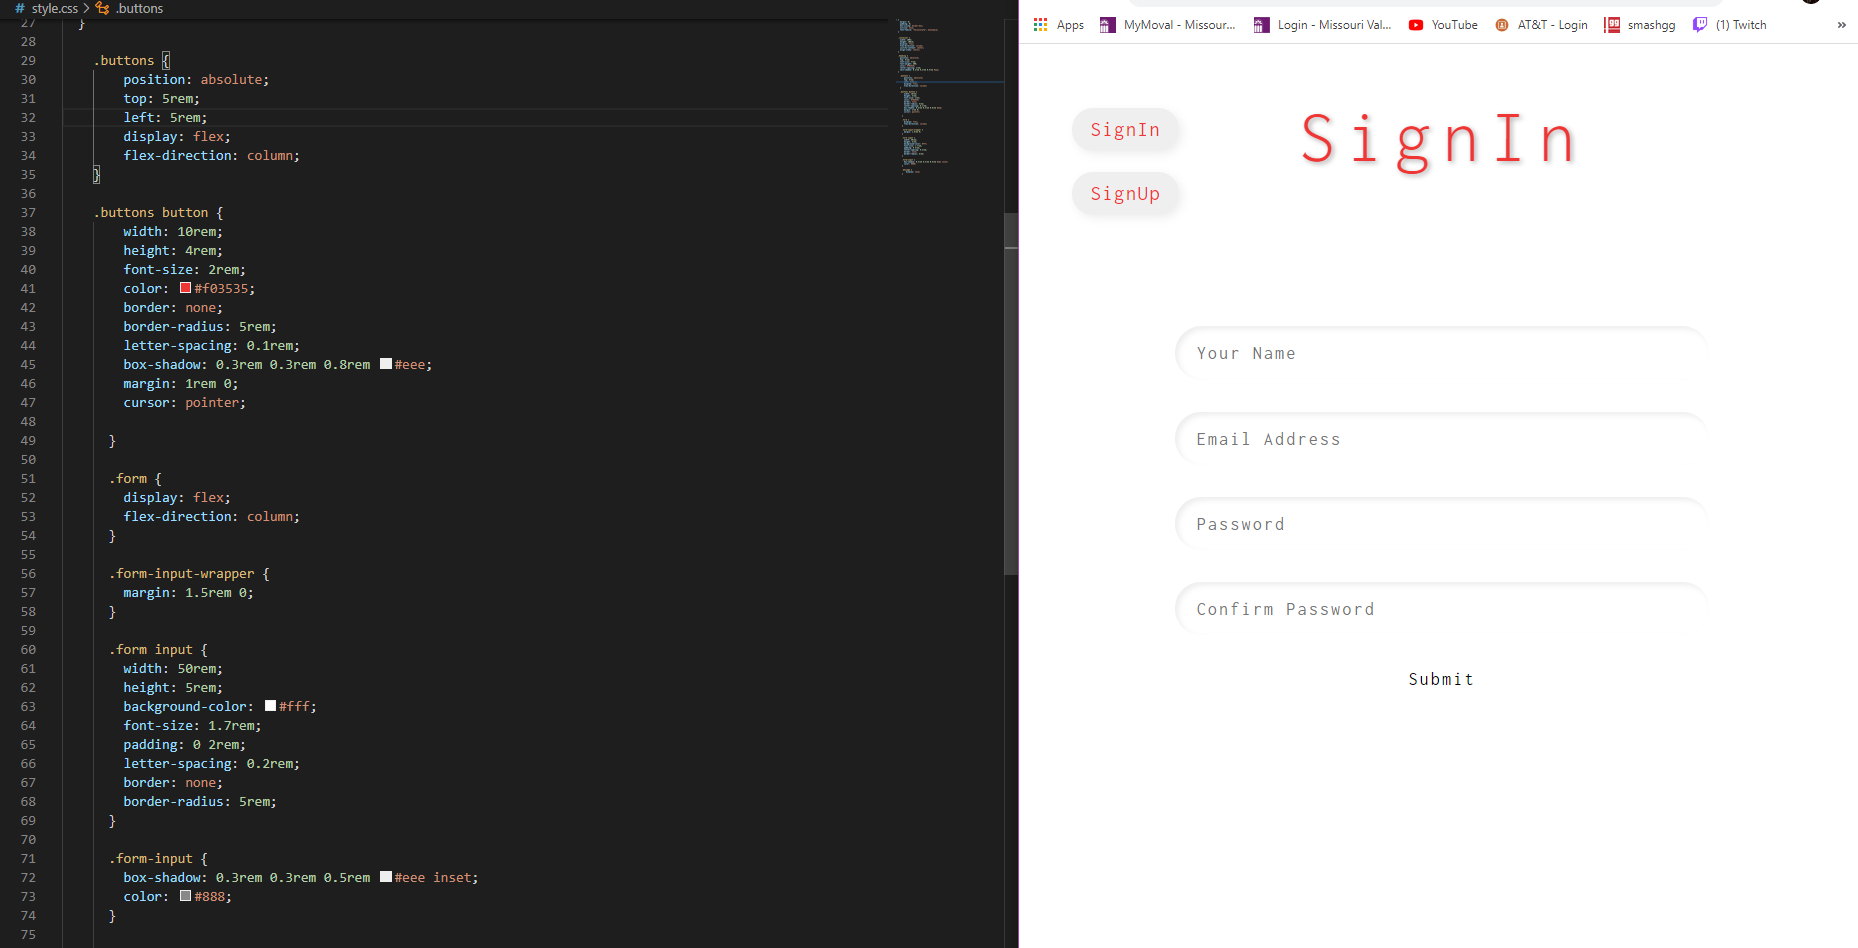 # style.css > .buttons
27 }
28
29 .buttons {
30 position: absolute;
31 top: 5rem;
32 left: 5rem;
33 display: flex;
34 flex-direction: column;
35 }
36
37 .buttons button {
38 width: 10rem;
39 height: 4rem;
40 font-size: 2rem;
41 color: #f03535;
42 border: none;
43 border-radius: 5rem;
44 letter-spacing: 0.1rem;
45 box-shadow: 0.3rem 0.3rem 0.8rem #eee;
46 margin: 1rem 0;
47 cursor: pointer;
48
49 }
50
51 .form {
52 display: flex;
53 flex-direction: column;
54 }
55
56 .form-input-wrapper {
57 margin: 1.5rem 0;
58 }
59
60 .form input {
61 width: 50rem;
62 height: 5rem;
63 background-color: #fff;
64 font-size: 1.7rem;
65 padding: 0 2rem;
66 letter-spacing: 0.2rem;
67 border: none;
68 border-radius: 5rem;
69 }
70
71 .form-input {
72 box-shadow: 0.3rem 0.3rem 0.5rem #eee inset;
73 color: #888;
74 }
75
Apps MyMoval - Missour... Login - Missouri Val... YouTube AT&T - Login smashgg (1) Twitch »
SignIn
SignUp
SignIn
Your Name
Email Address
Password
Confirm Password
Submit